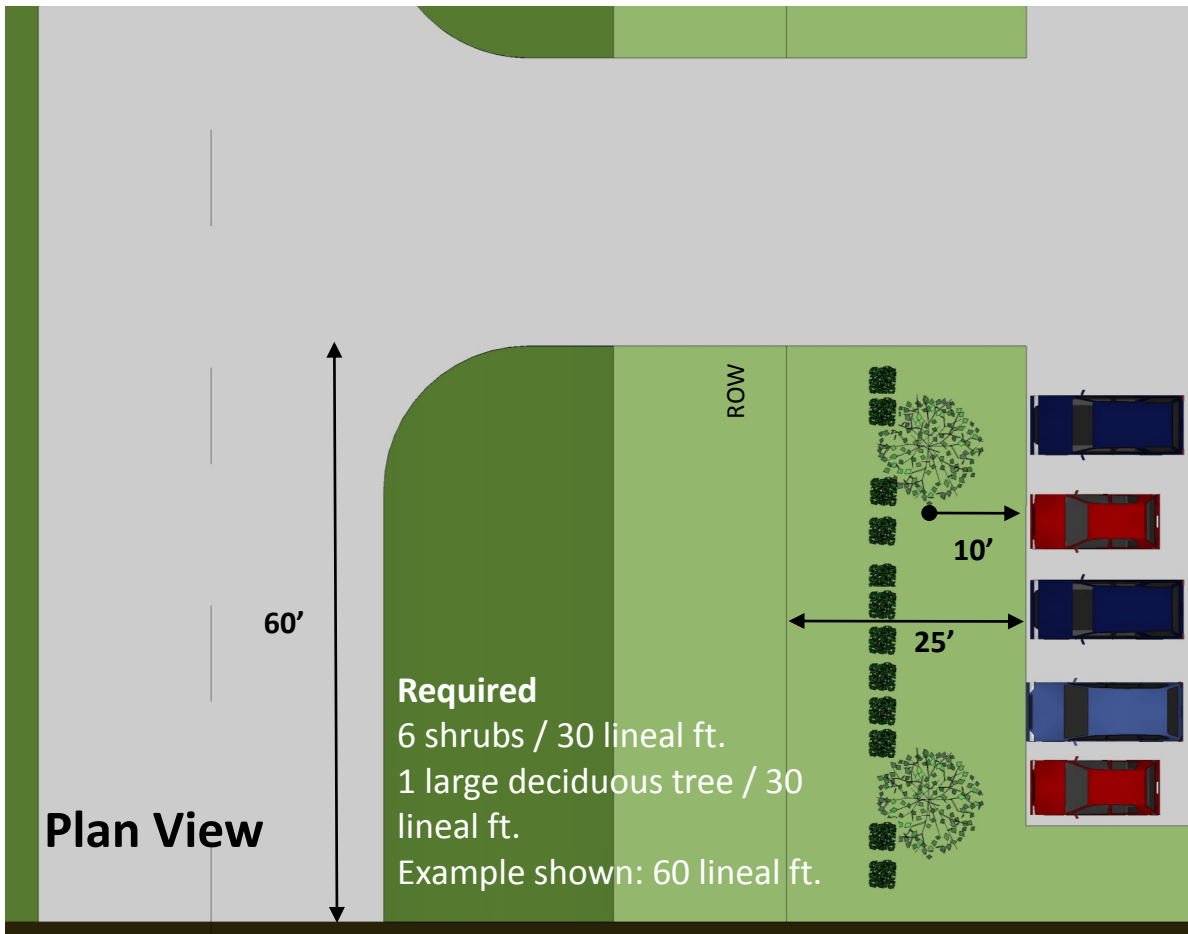 ROW
10’
60’
25’
Required
6 shrubs / 30 lineal ft.
1 large deciduous tree / 30
lineal ft.
Example shown: 60 lineal ft.
Plan View